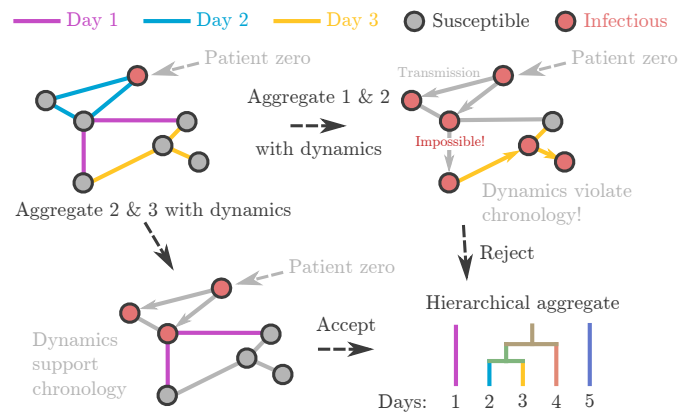 Day 1 Day 2 Day 3 Susceptible Infectious
Patient zero
Patient zero
Transmission
Aggregate 1 & 2
with dynamics
Impossible!
Dynamics violate
chronology!
Aggregate 2 & 3 with dynamics
Reject
Patient zero
Hierarchical aggregate
Accept
Dynamics
support
chronology
Days: 1 2 3 4 5